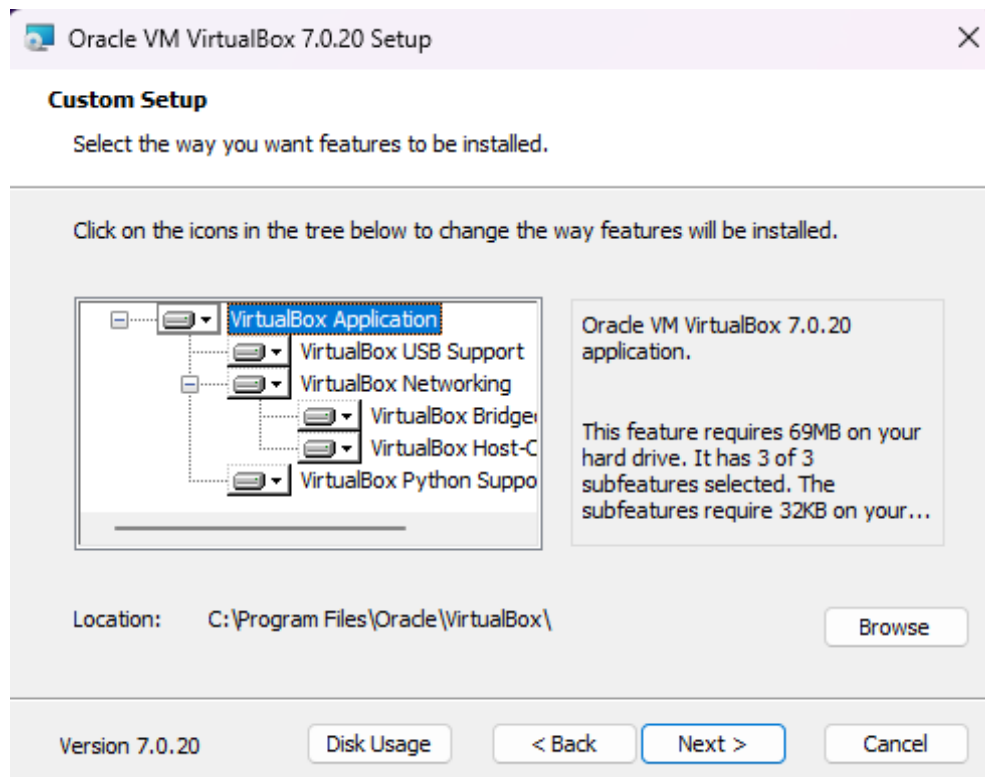 Oracle VM VirtualBox 7.0.20 Setup
Custom Setup
Select the way you want features to be installed.
Click on the icons in the tree below to change the way features will be installed.
VirtualBox Application
VirtualBox USB Support
VirtualBox Networking
VirtualBox Bridge
VirtualBox Host-C
VirtualBox Python Suppo
Oracle VM VirtualBox 7.0.20
application.
This feature requires 69MB on your
hard drive. It has 3 of 3
subfeatures selected. The
subfeatures require 32KB on your...
Location: C:\Program Files\Oracle\VirtualBox\
Browse
Version 7.0.20
Disk Usage
< Back
Next >
Cancel